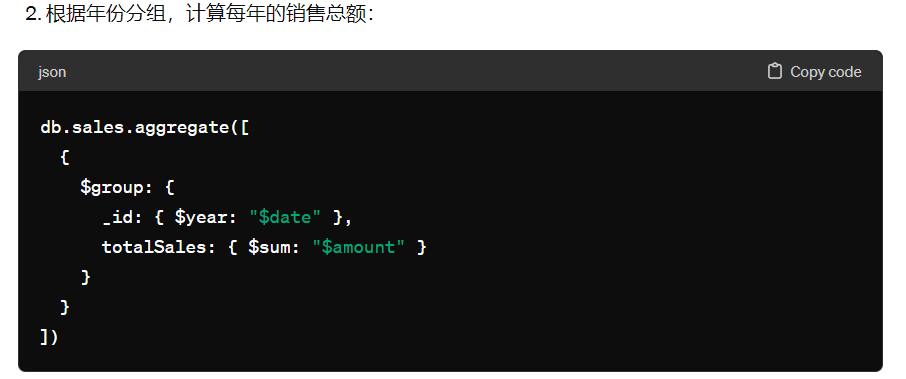 2. 根据年份分组，计算每年的销售总额：
json
Copy code
db.sales.aggregate([
  {
    $group: {
      _id: { $year: "$date" },
      totalSales: { $sum: "$amount" }
    }
  }
])